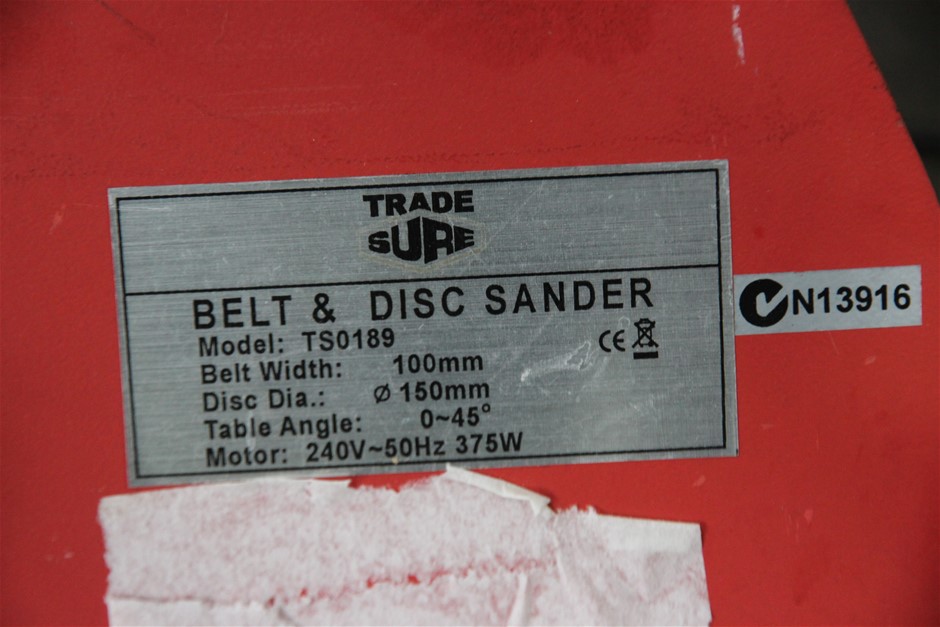 TRADE
SURE
BELT & DISC SANDER
Model: TS0189
Belt Width: 100mm
Disc Dia.: Ø 150mm
Table Angle: 0~45°
Motor: 240V~50Hz 375W
CE
N13916